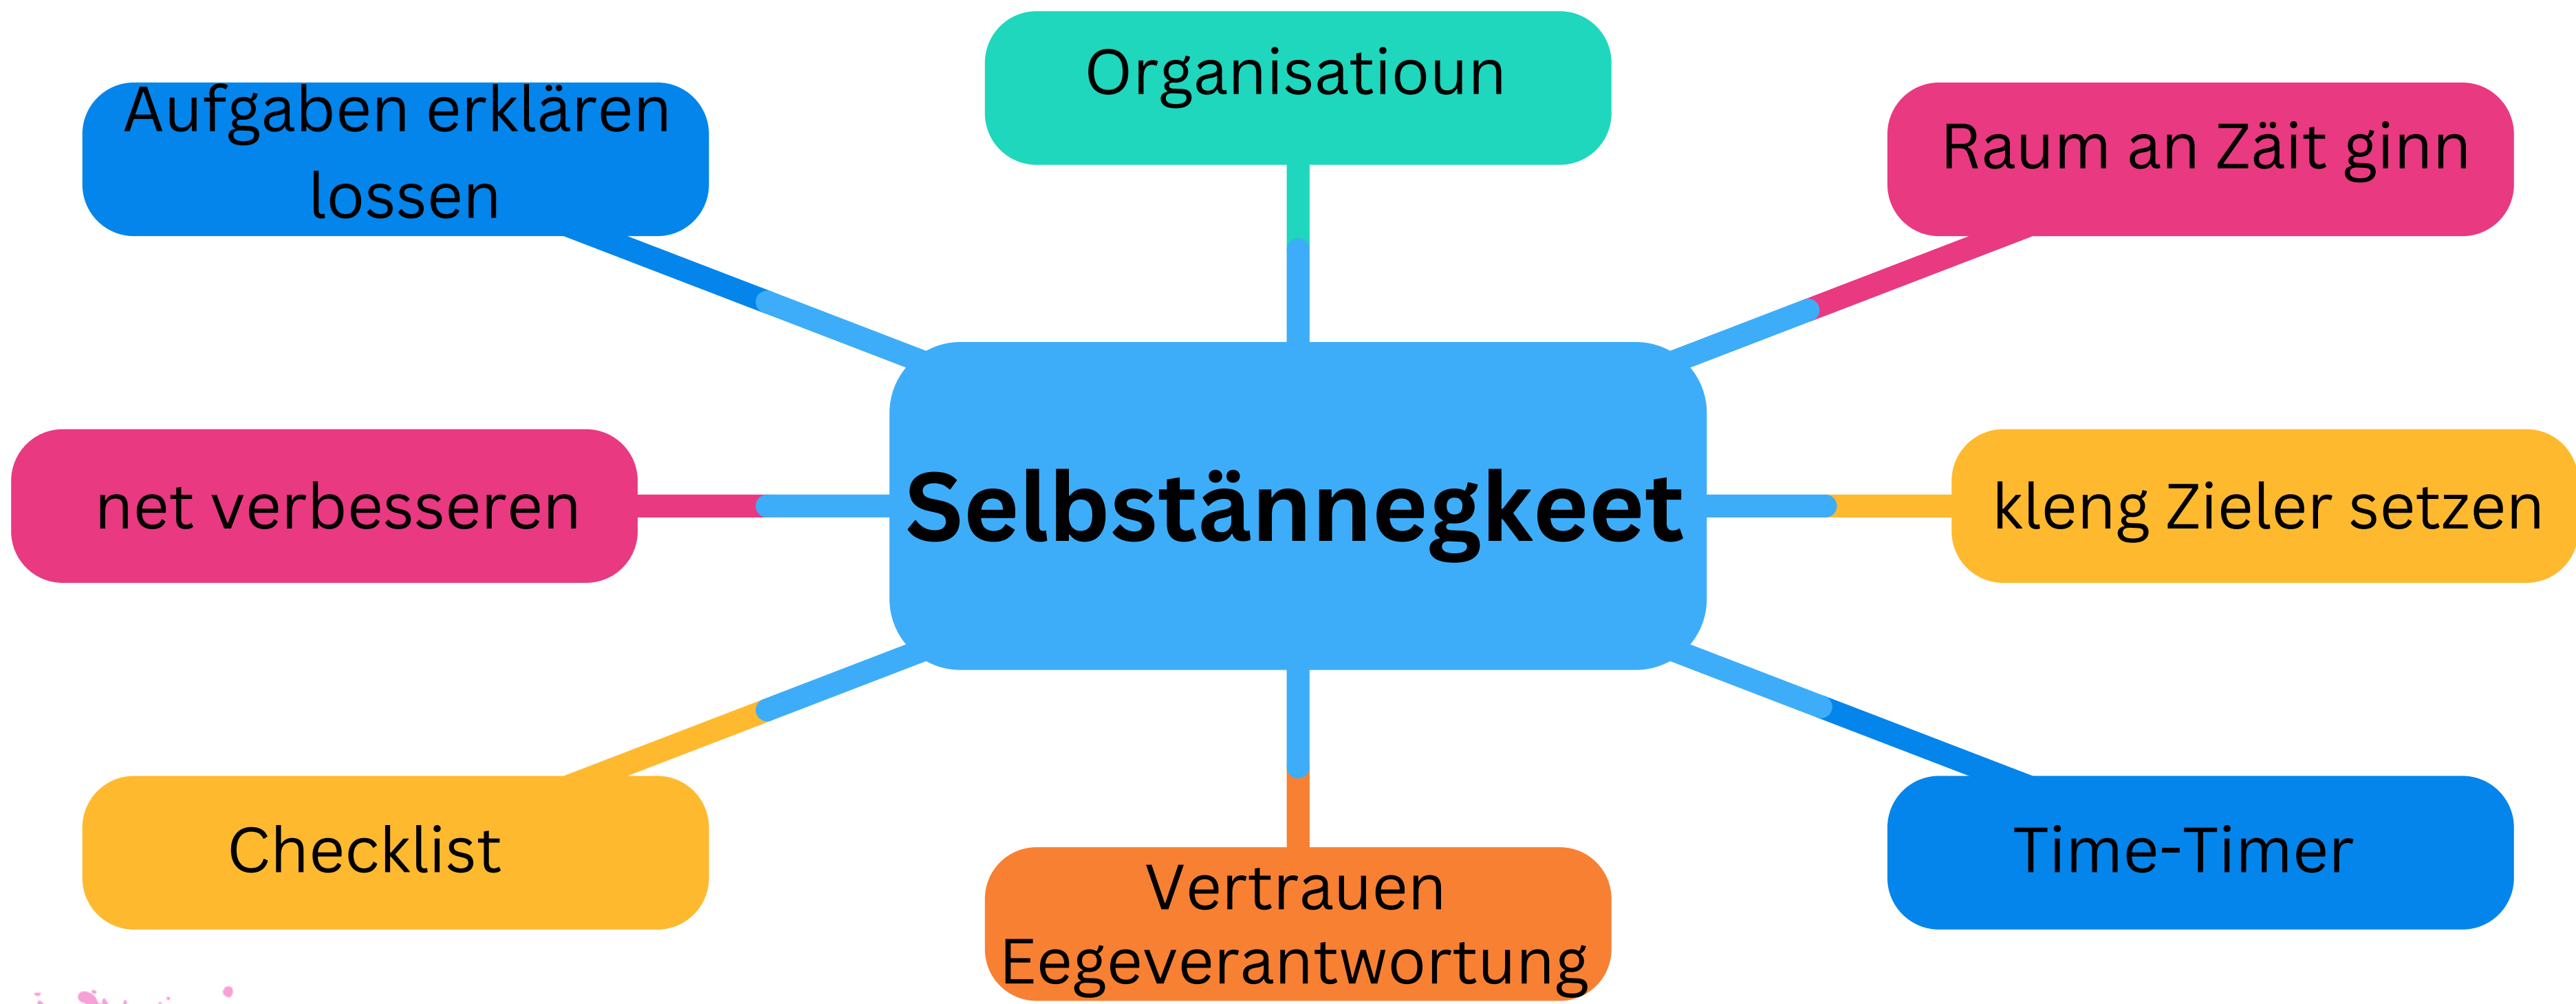 Organisatioun
Aufgaben erklären
lossen
Raum an Zäit ginn
net verbesseren
Selbstännegkeet
kleng Zieler setzen
Checklist
Time-Timer
Vertrauen
Eegeverantwortung